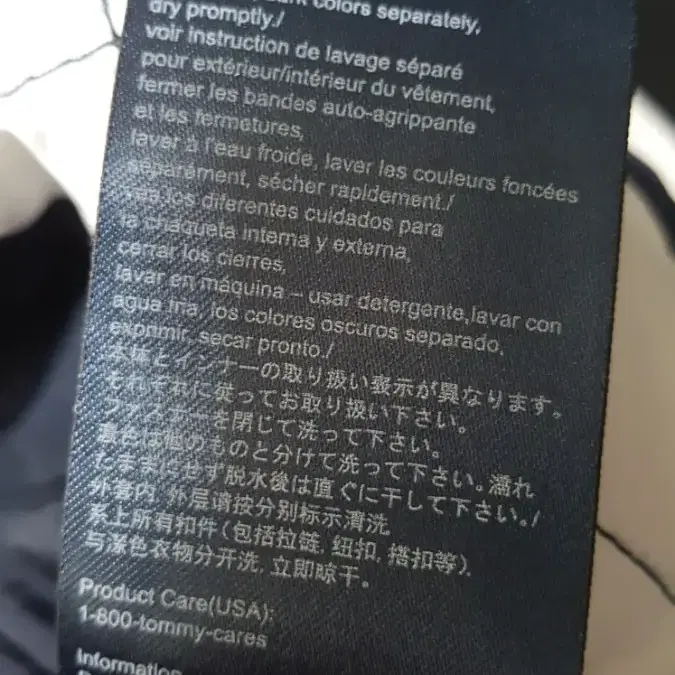 colors separately,
dry promptly./
voir instruction de lavage séparé
pour extérieur/intérieur du vêtement,
fermer les bandes auto-agrippante
et les fermetures,
laver à l'eau froide, laver les couleurs foncées
séparément, sécher rapidement./
los diferentes cuidados para
la chaqueta interna y externa,
cerrar los cierres,
lavar en máquina – usar detergente,lavar con
agua fria, los colores oscuros separado,
exprimir, secar pronto./
本体とインナーの取り扱い表示が異なります。
それぞれに従ってお取り扱い下さい。
ファスナーを閉じて洗って下さい。
濃色は他のものと分けて洗って下さい。濡れ
たままにせず脱水後は直ぐに干して下さい。/
外套内, 外层请按分别标示清洗
系上所有扣件(包括拉链, 纽扣, 搭扣等),
与深色衣物分开洗, 立即晾干。
Product Care(USA):
1-800-tommy-cares
Information